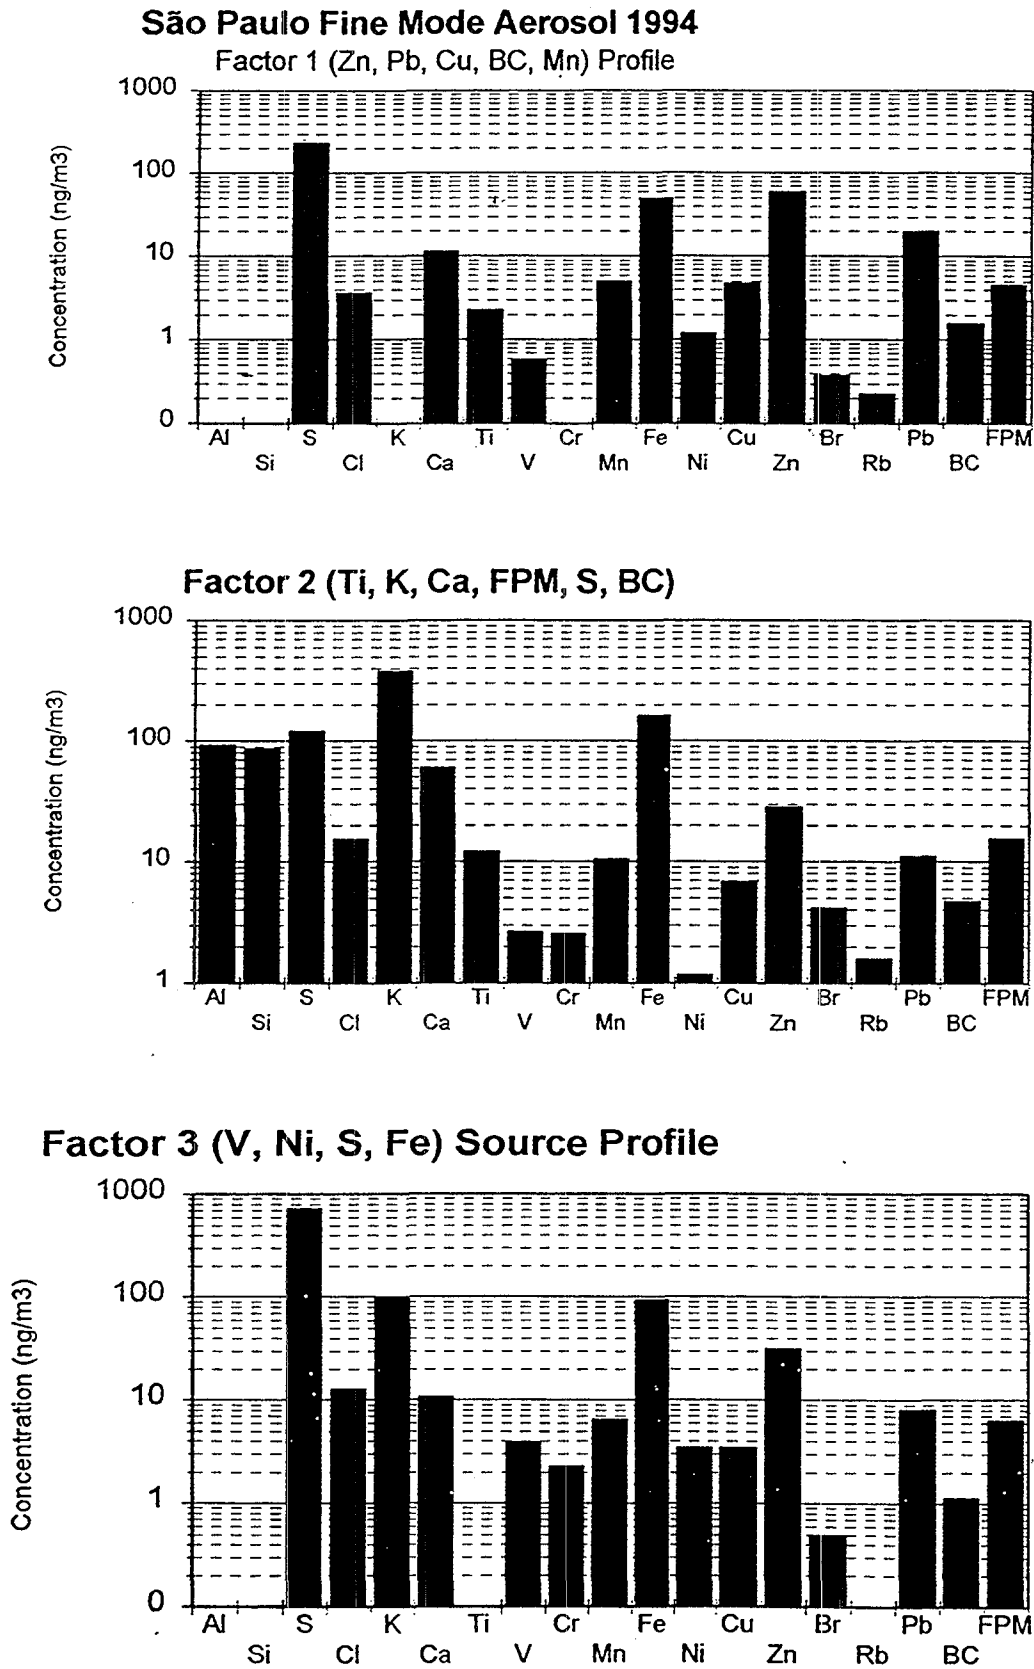 São Paulo Fine Mode Aerosol 1994
Factor 1 (Zn, Pb, Cu, BC, Mn) Profile
Concentration (ng/m3)
1000
100
10
1
0
Al S K Ti Cr Fe Cu Br Pb FPM
Si Cl Ca V Mn Ni Zn Rb BC
Factor 2 (Ti, K, Ca, FPM, S, BC)
Concentration (ng/m3)
1000
100
10
1
Al S K Ti Cr Fe Cu Br Pb FPM
Si Cl Ca V Mn Ni Zn Rb BC
Factor 3 (V, Ni, S, Fe) Source Profile
Concentration (ng/m3)
1000
100
10
1
0
Al S K Ti Cr Fe Cu Br Pb FPM
Si Cl Ca V Mn Ni Zn Rb BC